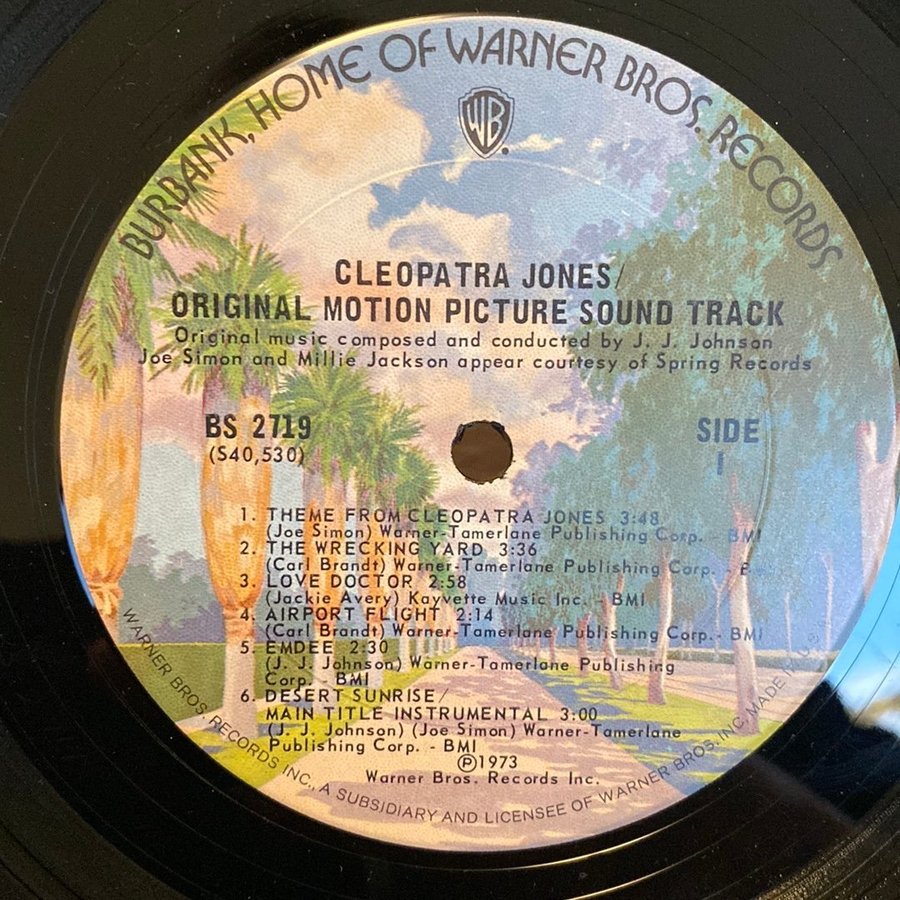 BURBANK, HOME OF WARNER BROS. RECORDS
WB
CLEOPATRA JONES/
ORIGINAL MOTION PICTURE SOUND TRACK
Original music composed and conducted by J. J. Johnson
Joe Simon and Millie Jackson appear courtesy of Spring Records
BS 2719
(S40,530)
SIDE
1
1. THEME FROM CLEOPATRA JONES 3:48
(Joe Simon) Warner-Tamerlane Publishing Corp. - BMI
2. THE WRECKING YARD 3:36
(Carl Brandt) Warner-Tamerlane Publishing Corp. -
3. LOVE DOCTOR 2:58
(Jackie Avery) Kayvette Music Inc. - BMI
4. AIRPORT FLIGHT 2:14
(Carl Brandt) Warner-Tamerlane Publishing Corp. - BMI
5. EMDEE 2:30
(J. J. Johnson) Warner-Tamerlane Publishing
Corp. - BMI
6. DESERT SUNRISE/
MAIN TITLE INSTRUMENTAL 3:00
(J. J. Johnson) (Joe Simon) Warner-Tamerlane
Publishing Corp. - BMI
℗1973
Warner Bros. Records Inc.
WARNER BROS. RECORDS INC., A SUBSIDIARY AND LICENSEE OF WARNER BROS. INC. MADE IN U.S.